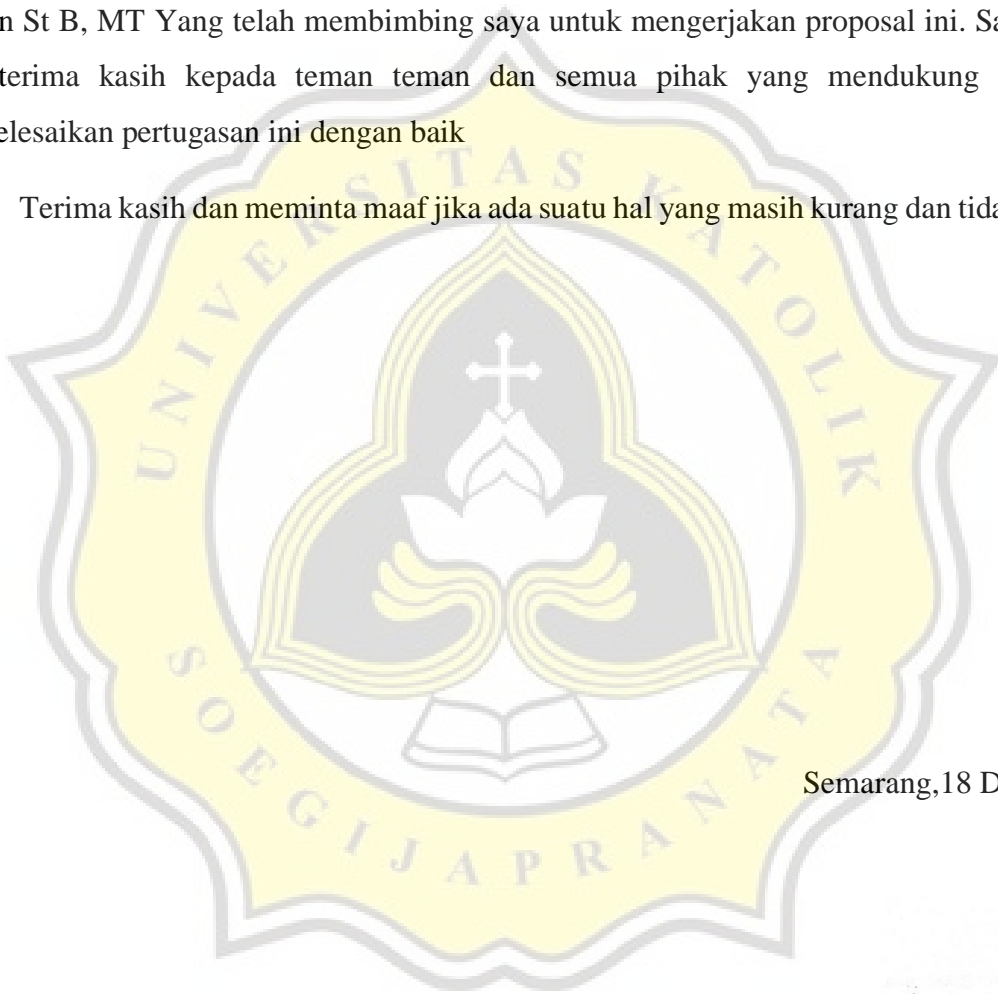 n St B, MT Yang telah membimbing saya untuk mengerjakan proposal ini. Sa
terima kasih kepada teman teman dan semua pihak yang mendukung
elesaikan pertugasan ini dengan baik
UNIVERSITAS KATOLIK
Terima kasih dan meminta maaf jika ada suatu hal yang masih kurang dan tida
SOEGIJAPRANATA
Semarang,18 D